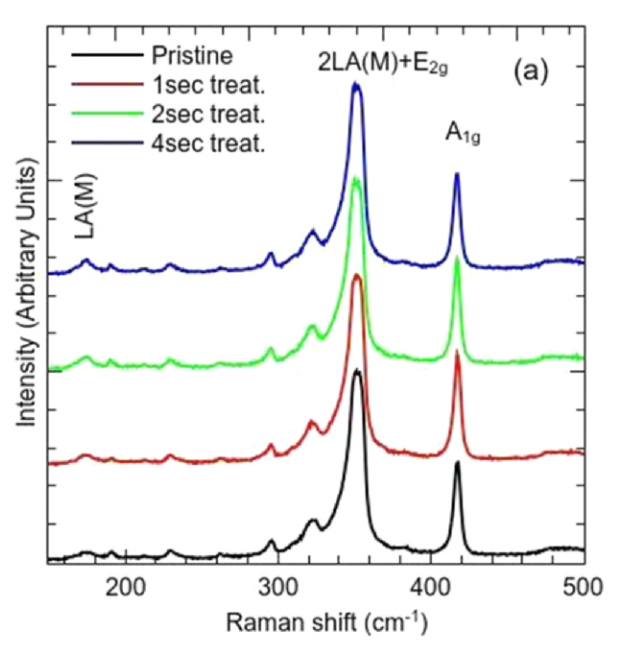 Pristine
1sec treat.
2sec treat.
4sec treat.
2LA(M)+E2g
(a)
A1g
LA(M)
Intensity (Arbitrary Units)
200 300 400 500
Raman shift (cm-1)